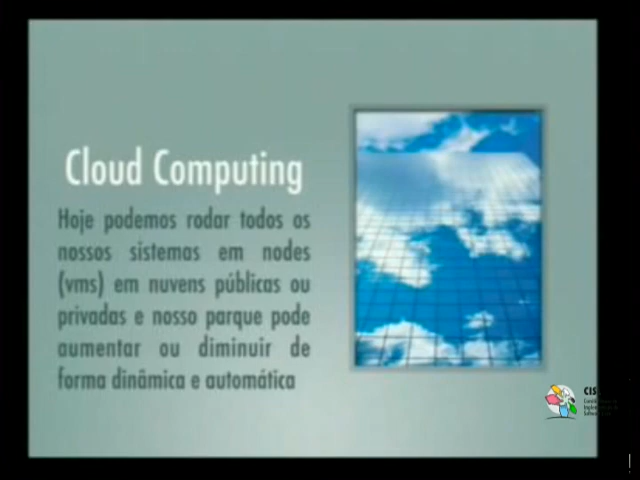 Cloud Computing
Hoje podemos rodar todos os
nossos sistemas em nodes
(vms) em nuvens públicas ou
privadas e nosso parque pode
aumentar ou diminuir de
forma dinâmica e automática
CIS